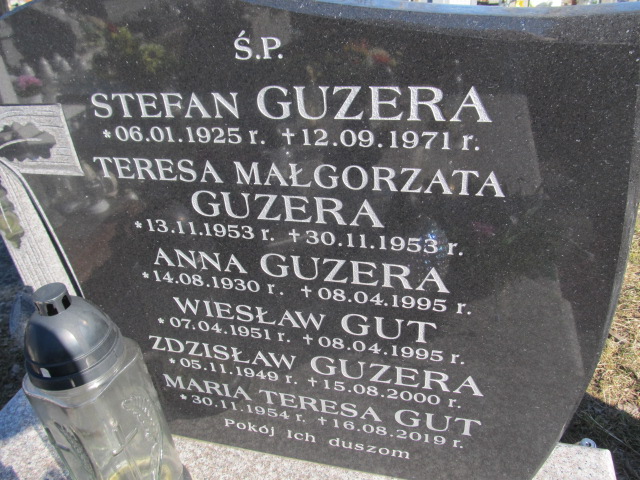 Ś.P.
STEFAN GUZERA
*06.01.1925 r. +12.09.1971 r.
TERESA MAŁGORZATA
GUZERA
*13.11.1953 r. +30.11.1953 r.
ANNA GUZERA
*14.08.1930 r. +08.04.1995 r.
WIESŁAW GUT
*07.04.1951 r. +08.04.1995 r.
ZDZISŁAW GUZERA
*05.11.1949 r. +15.08.2000 r.
MARIA TERESA GUT
*30.11.1954 r. +16.08.2019 r.
Pokój Ich duszom